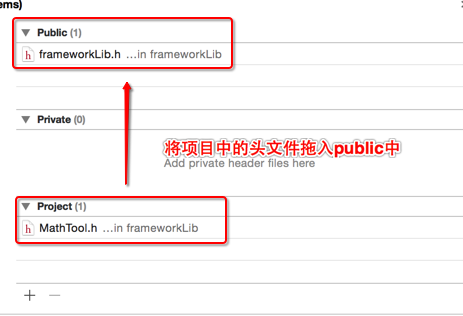 ems)
Public (1)
frameworkLib.h ...in frameworkLib
Private (0)
将项目中的头文件拖入public中
Add private header files here
Project (1)
MathTool.h ...in frameworkLib